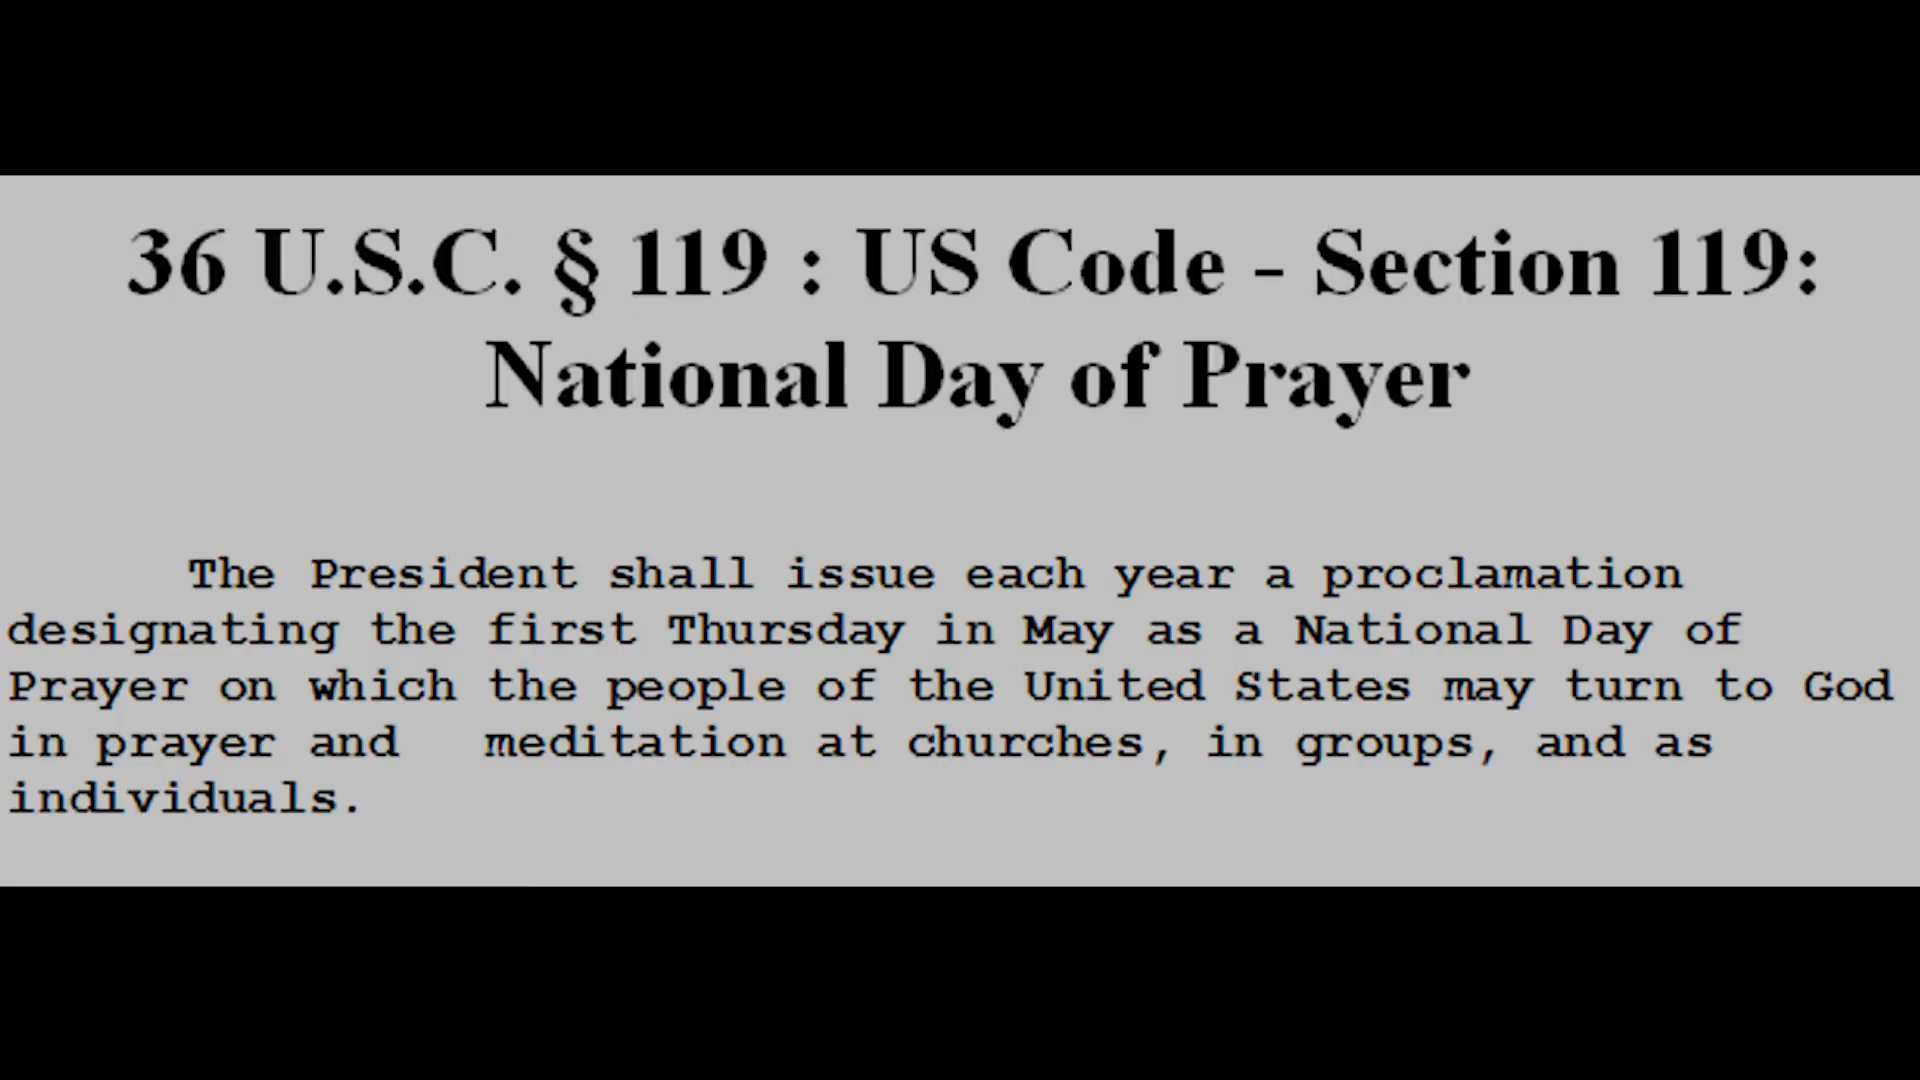 36 U.S.C. § 119 : US Code - Section 119:
National Day of Prayer
The President shall issue each year a proclamation
designating the first Thursday in May as a National Day of
Prayer on which the people of the United States may turn to God
in prayer and meditation at churches, in groups, and as
individuals.